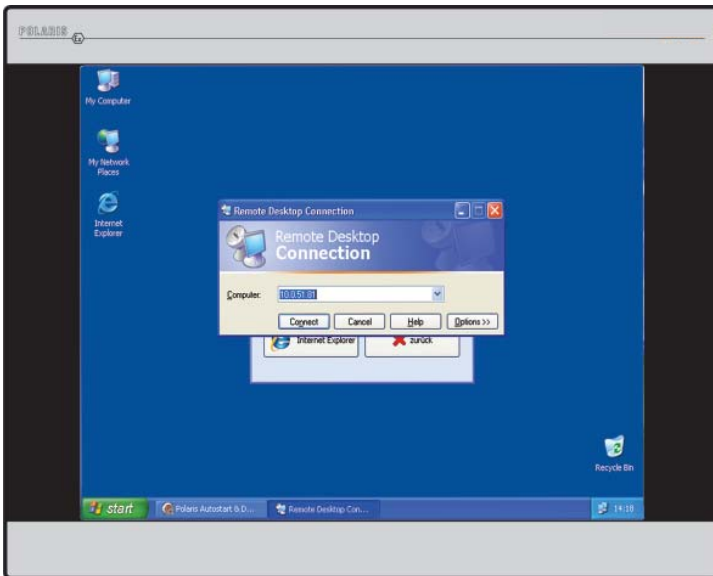 POLARIS
My Computer
My Network
Places
Internet
Explorer
Remote Desktop Connection
Remote Desktop
Connection
Computer:
10.0.51.81
Connect Cancel Help Options >>
Internet Explorer zurück
Recycle Bin
start Polaris Autostart & D... Remote Desktop Con... 14:18